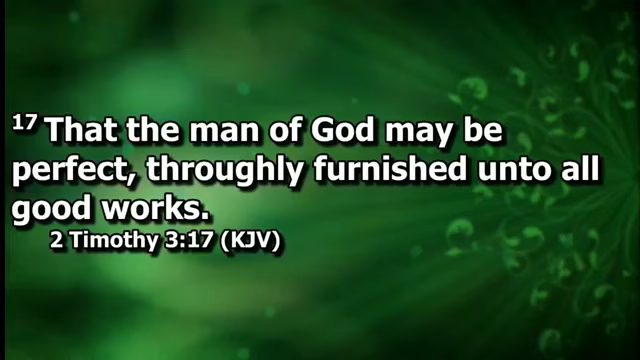 17 That the man of God may be
perfect, throughly furnished unto all
good works.
2 Timothy 3:17 (KJV)